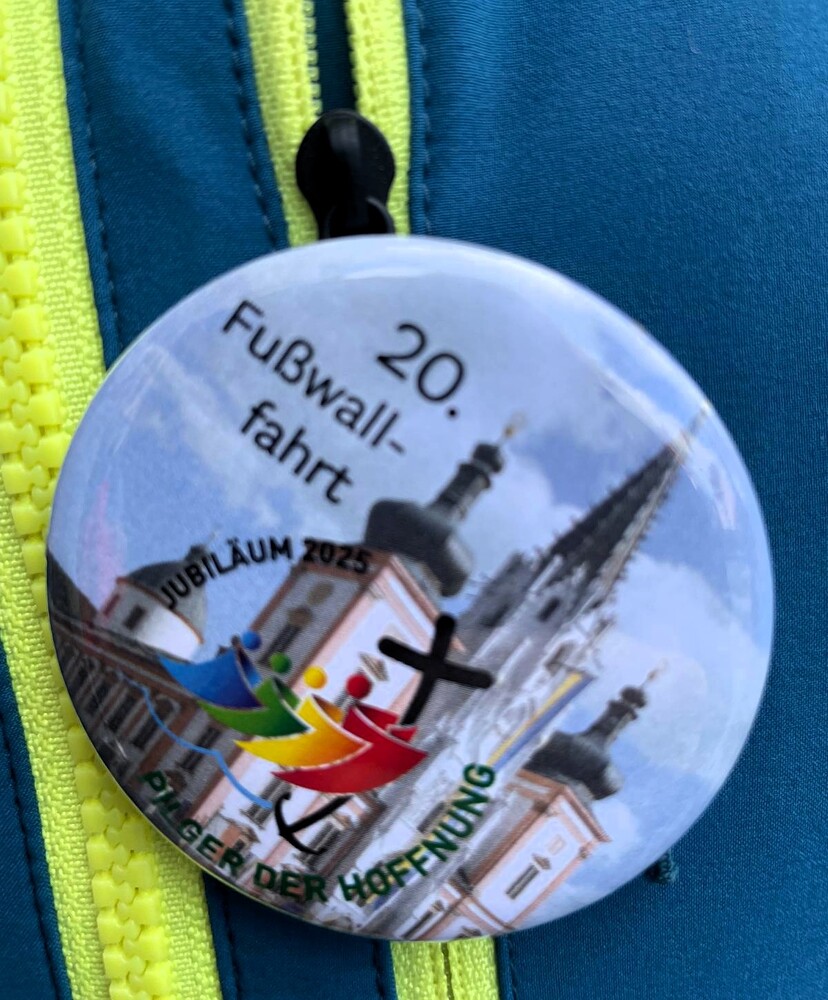 20.
Fußwall-
fahrt
JUBILÄUM 2025
PILGER DER HOFFNUNG